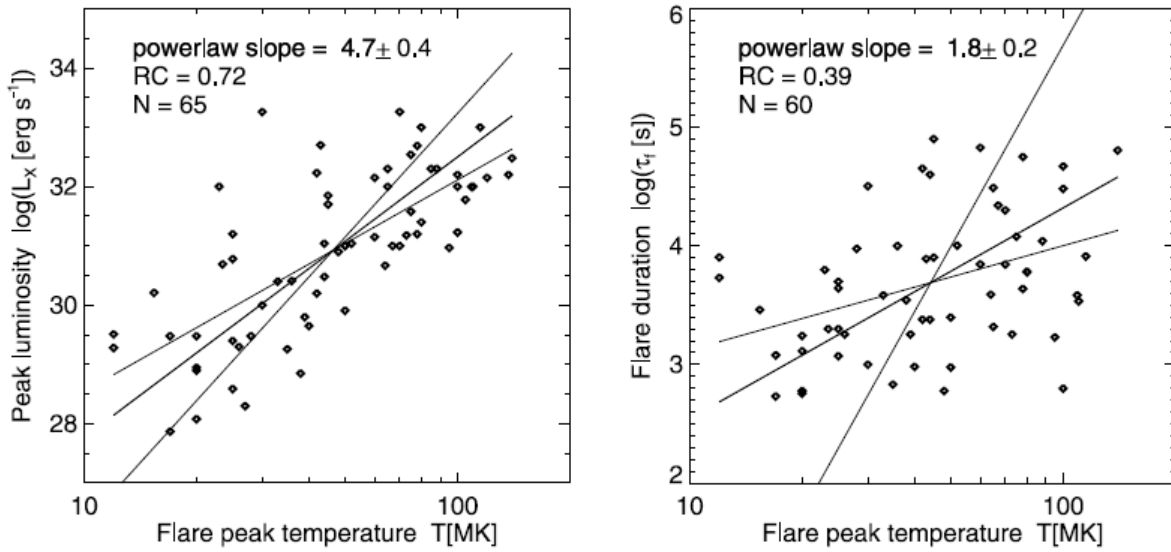 powerlaw slope = 4.7± 0.4
RC = 0.72
N = 65
Peak luminosity log(L_X [erg s⁻¹])
34
32
30
28
10
100
Flare peak temperature T[MK]
powerlaw slope = 1.8± 0.2
RC = 0.39
N = 60
Flare duration log(τ_f [s])
6
5
4
3
2
10
100
Flare peak temperature T[MK]